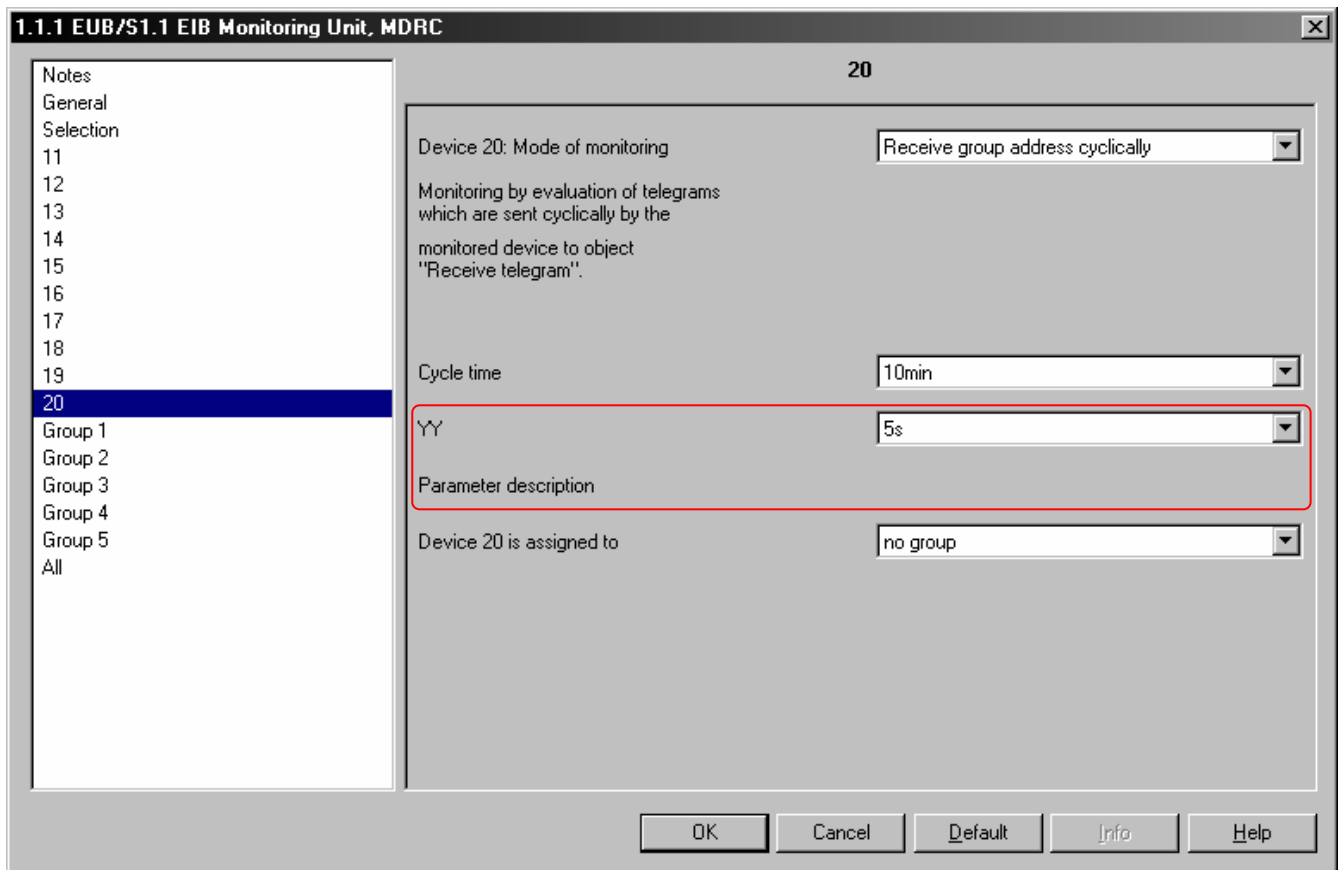 1.1.1 EUB/S1.1 EIB Monitoring Unit, MDRC
Notes
General
Selection
11
12
13
14
15
16
17
18
19
20
Group 1
Group 2
Group 3
Group 4
Group 5
All
20
Device 20: Mode of monitoring
Receive group address cyclically
Monitoring by evaluation of telegrams
which are sent cyclically by the
monitored device to object
"Receive telegram".
Cycle time
10min
YY
5s
Parameter description
Device 20 is assigned to
no group
OK
Cancel
Default
Info
Help